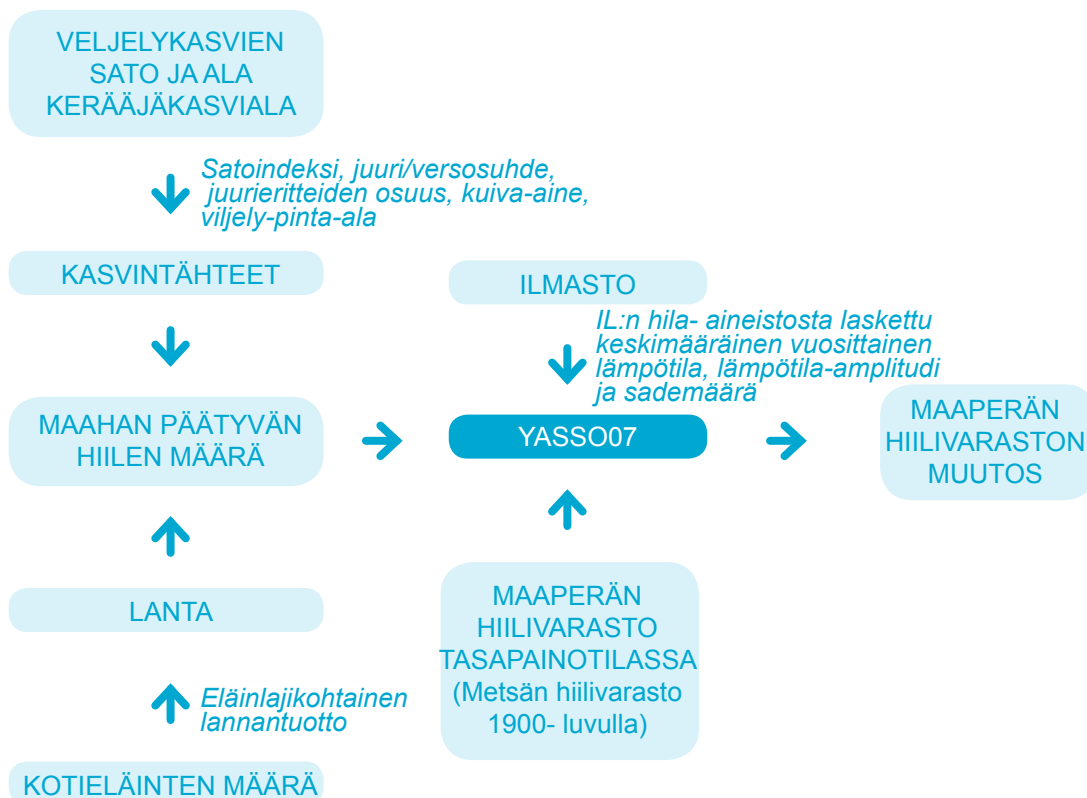 VELJELYKASVIEN
SATO JA ALA
KERÄÄJÄKASVIALA
Satoindeksi, juuri/versosuhde,
juurieritteiden osuus, kuiva-aine,
viljely-pinta-ala
KASVINTÄHTEET
ILMASTO
IL:n hila- aineistosta laskettu
keskimääräinen vuosittainen
lämpötila, lämpötila-amplitudi
ja sademäärä
MAAHAN PÄÄTYVÄN
HIILEN MÄÄRÄ
YASSO07
MAAPERÄN
HIILIVARASTON
MUUTOS
LANTA
MAAPERÄN
HIILIVARASTO
TASAPAINOTILASSA
(Metsän hiilivarasto
1900- luvulla)
Eläinlajikohtainen
lannantuotto
KOTIELÄINTEN MÄÄRÄ